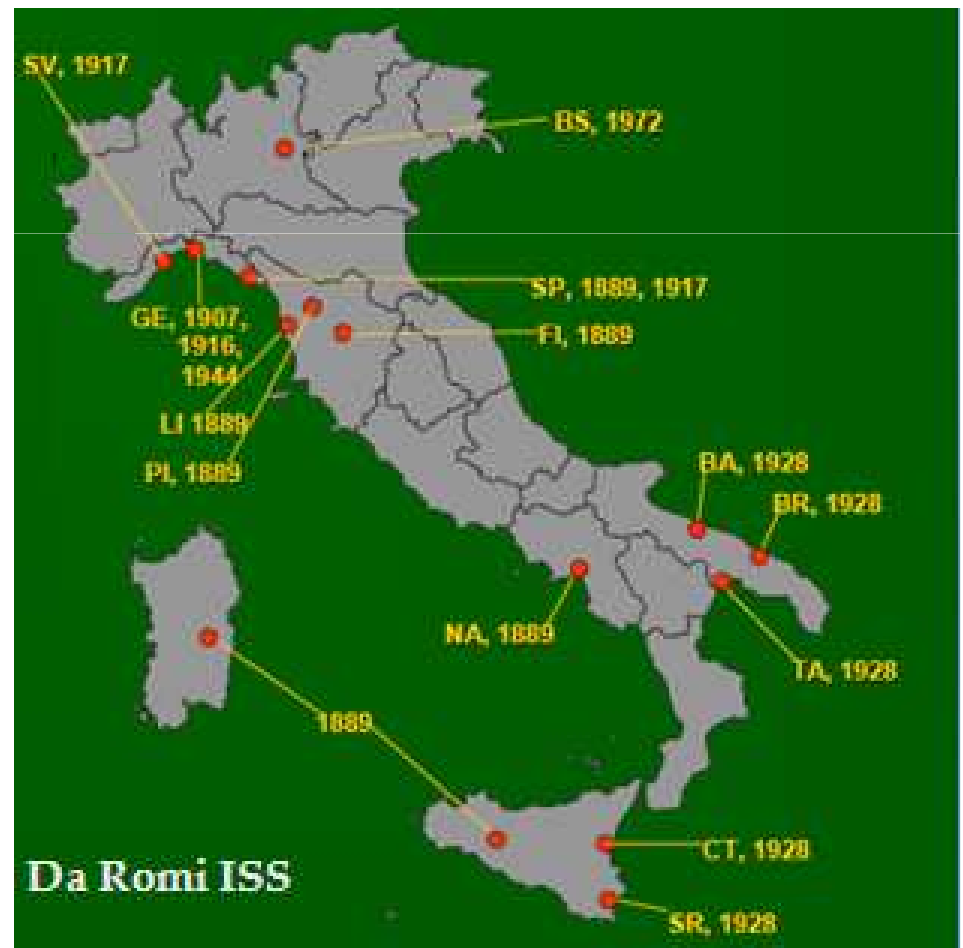 SV, 1917
BS, 1972
SP, 1889, 1917
GE, 1907,
1916,
1944
FI, 1889
LI 1889
PI, 1889
BA, 1928
BR, 1928
NA, 1889
TA, 1928
1889
CT, 1928
Da Romi ISS
SR, 1928